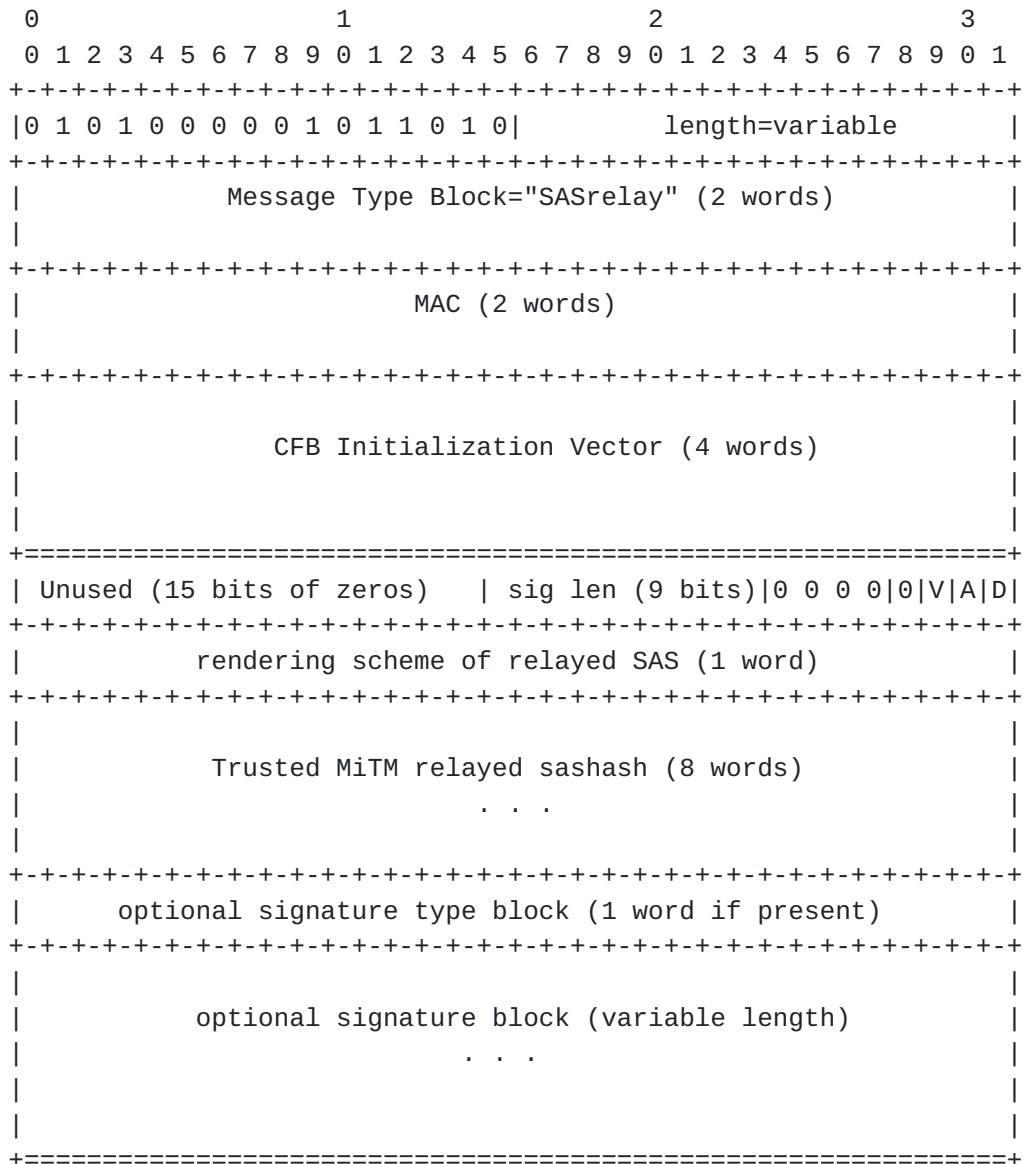 0                   1                   2                   3
 0 1 2 3 4 5 6 7 8 9 0 1 2 3 4 5 6 7 8 9 0 1 2 3 4 5 6 7 8 9 0 1
+-+-+-+-+-+-+-+-+-+-+-+-+-+-+-+-+-+-+-+-+-+-+-+-+-+-+-+-+-+-+-+-+
|0 1 0 1 0 0 0 0 0 1 0 1 1 0 1 0|         length=variable       |
+-+-+-+-+-+-+-+-+-+-+-+-+-+-+-+-+-+-+-+-+-+-+-+-+-+-+-+-+-+-+-+-+
|             Message Type Block="SASrelay" (2 words)           |
|                                                               |
+-+-+-+-+-+-+-+-+-+-+-+-+-+-+-+-+-+-+-+-+-+-+-+-+-+-+-+-+-+-+-+-+
|                         MAC (2 words)                         |
|                                                               |
+-+-+-+-+-+-+-+-+-+-+-+-+-+-+-+-+-+-+-+-+-+-+-+-+-+-+-+-+-+-+-+-+
|                                                               |
|                CFB Initialization Vector (4 words)            |
|                                                               |
|                                                               |
+===============================================================+
| Unused (15 bits of zeros)   | sig len (9 bits)|0 0 0 0|0|V|A|D|
+-+-+-+-+-+-+-+-+-+-+-+-+-+-+-+-+-+-+-+-+-+-+-+-+-+-+-+-+-+-+-+-+
|           rendering scheme of relayed SAS (1 word)            |
+-+-+-+-+-+-+-+-+-+-+-+-+-+-+-+-+-+-+-+-+-+-+-+-+-+-+-+-+-+-+-+-+
|                                                               |
|            Trusted MiTM relayed sashash (8 words)             |
|                             . . .                             |
|                                                               |
+-+-+-+-+-+-+-+-+-+-+-+-+-+-+-+-+-+-+-+-+-+-+-+-+-+-+-+-+-+-+-+-+
|      optional signature type block (1 word if present)        |
+-+-+-+-+-+-+-+-+-+-+-+-+-+-+-+-+-+-+-+-+-+-+-+-+-+-+-+-+-+-+-+-+
|                                                               |
|           optional signature block (variable length)          |
|                            . . .                              |
|                                                               |
|                                                               |
+===============================================================+